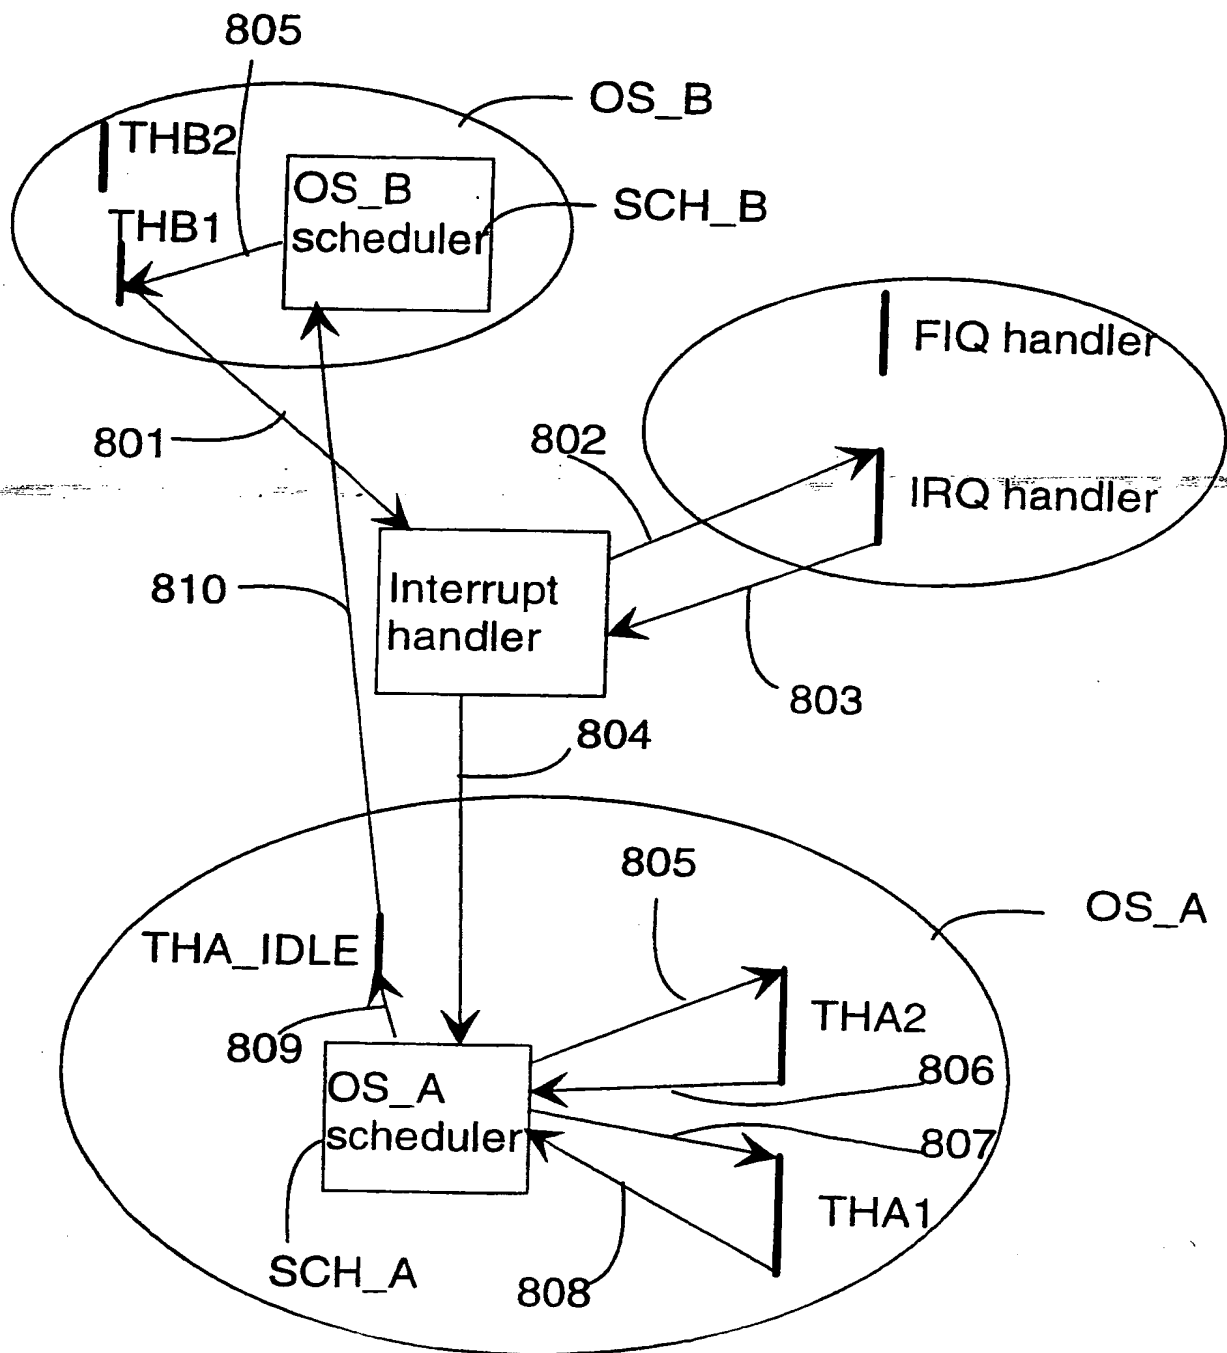 805
OS_B
THB2
OS_B
scheduler
SCH_B
THB1
FIQ handler
801
802
IRQ handler
810
Interrupt
handler
803
804
805
OS_A
THA_IDLE
THA2
809
806
OS_A
scheduler
807
THA1
SCH_A
808